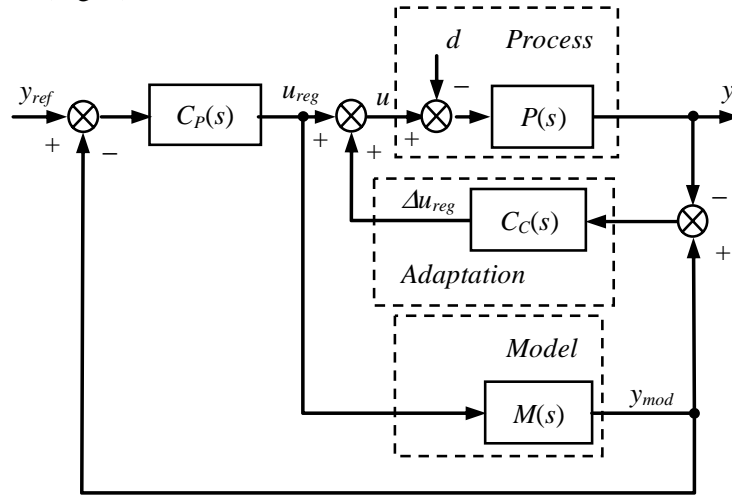 d
Process
y_ref
+
−
C_P(s)
u_reg
+
+
u
+
−
P(s)
y
Δu_reg
C_C(s)
−
+
Adaptation
Model
M(s)
y_mod